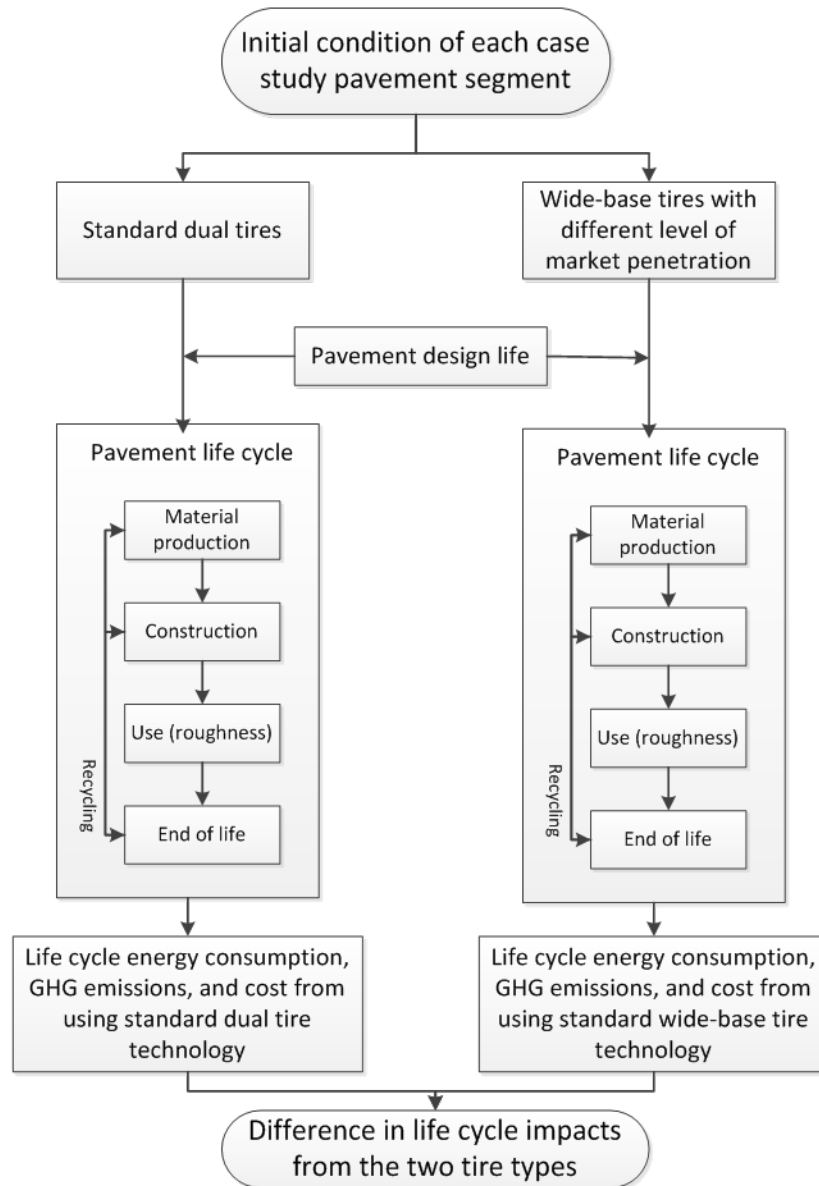 Initial condition of each case
study pavement segment
Standard dual tires
Wide-base tires with
different level of
market penetration
Pavement design life
Pavement life cycle
Material
production
Construction
Use (roughness)
End of life
Recycling
Pavement life cycle
Material
production
Construction
Use (roughness)
End of life
Recycling
Life cycle energy consumption,
GHG emissions, and cost from
using standard dual tire
technology
Life cycle energy consumption,
GHG emissions, and cost from
using standard wide-base tire
technology
Difference in life cycle impacts
from the two tire types